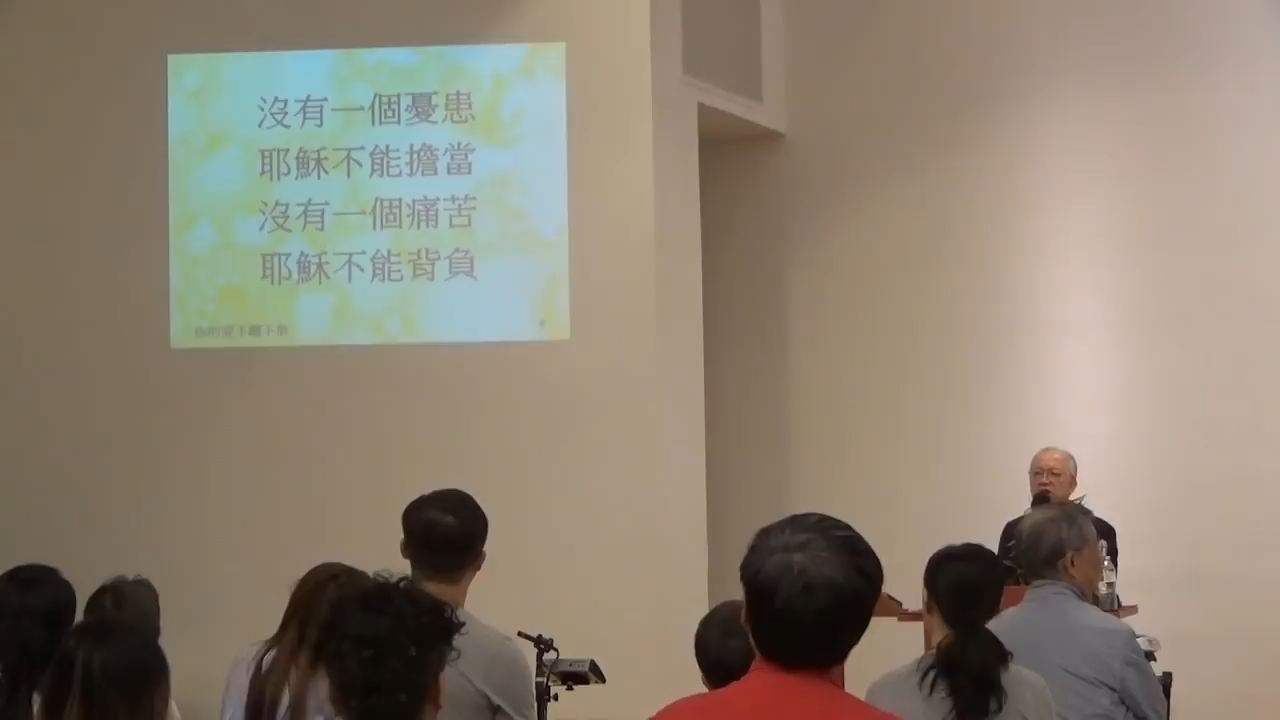 沒有一個憂患
耶穌不能擔當
沒有一個痛苦
耶穌不能背負